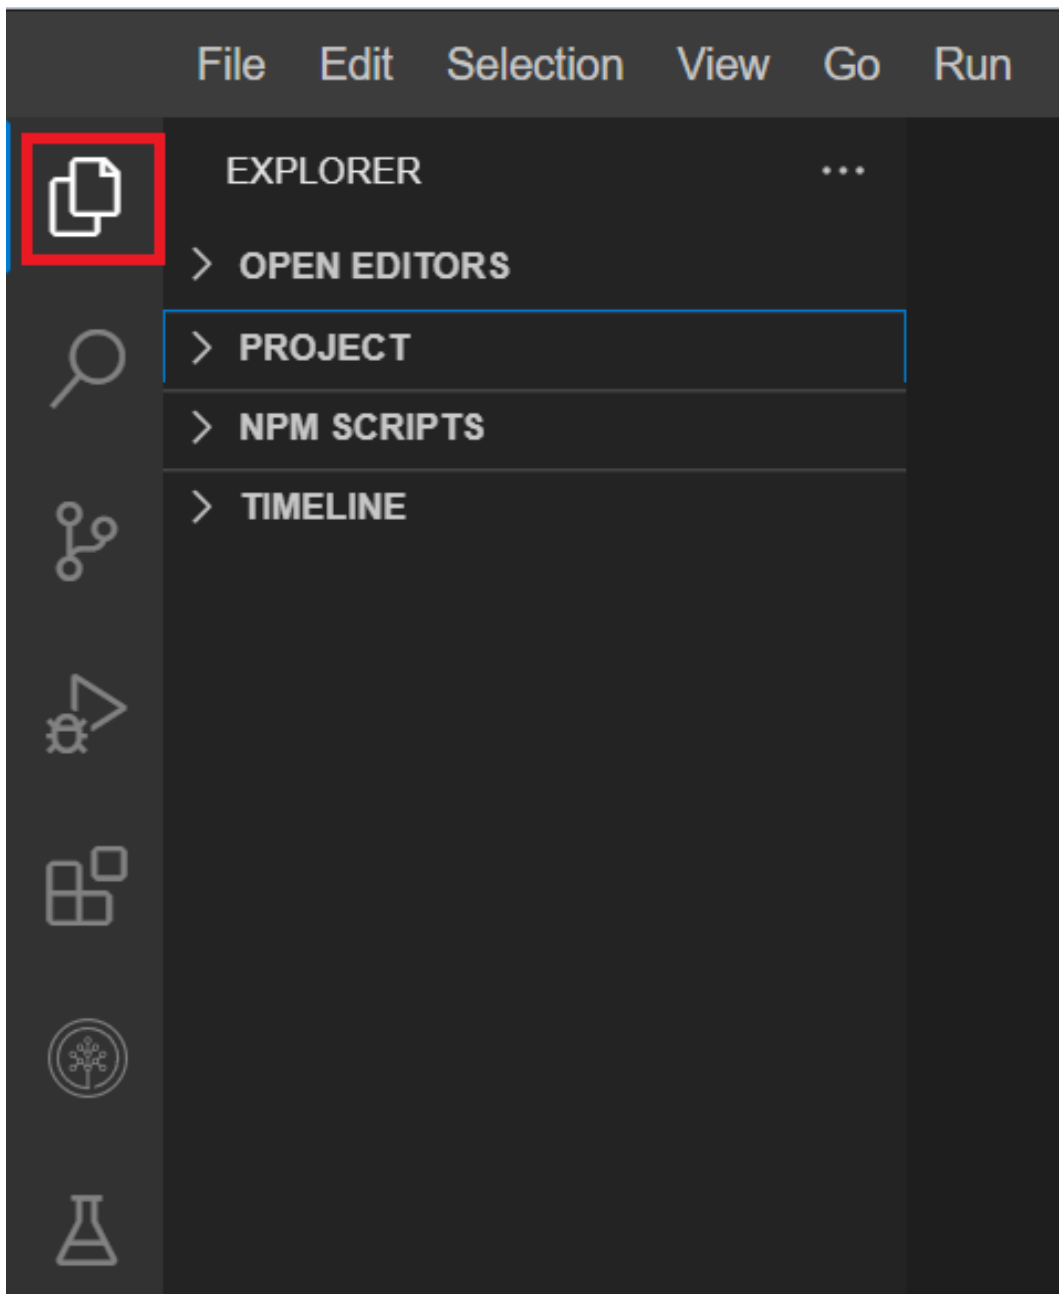 File Edit Selection View Go Run
EXPLORER
OPEN EDITORS
PROJECT
NPM SCRIPTS
TIMELINE